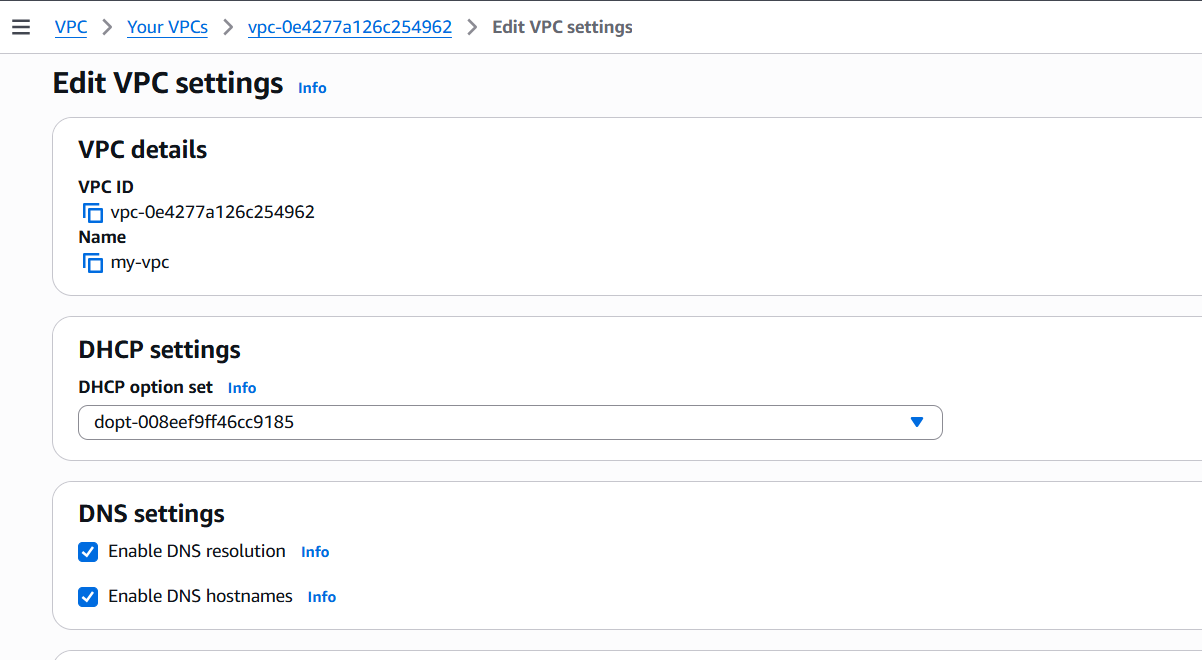 VPC > Your VPCs > vpc-0e4277a126c254962 > Edit VPC settings
Edit VPC settings Info
VPC details
VPC ID
vpc-0e4277a126c254962
Name
my-vpc
DHCP settings
DHCP option set Info
dopt-008eef9ff46cc9185
DNS settings
Enable DNS resolution Info
Enable DNS hostnames Info